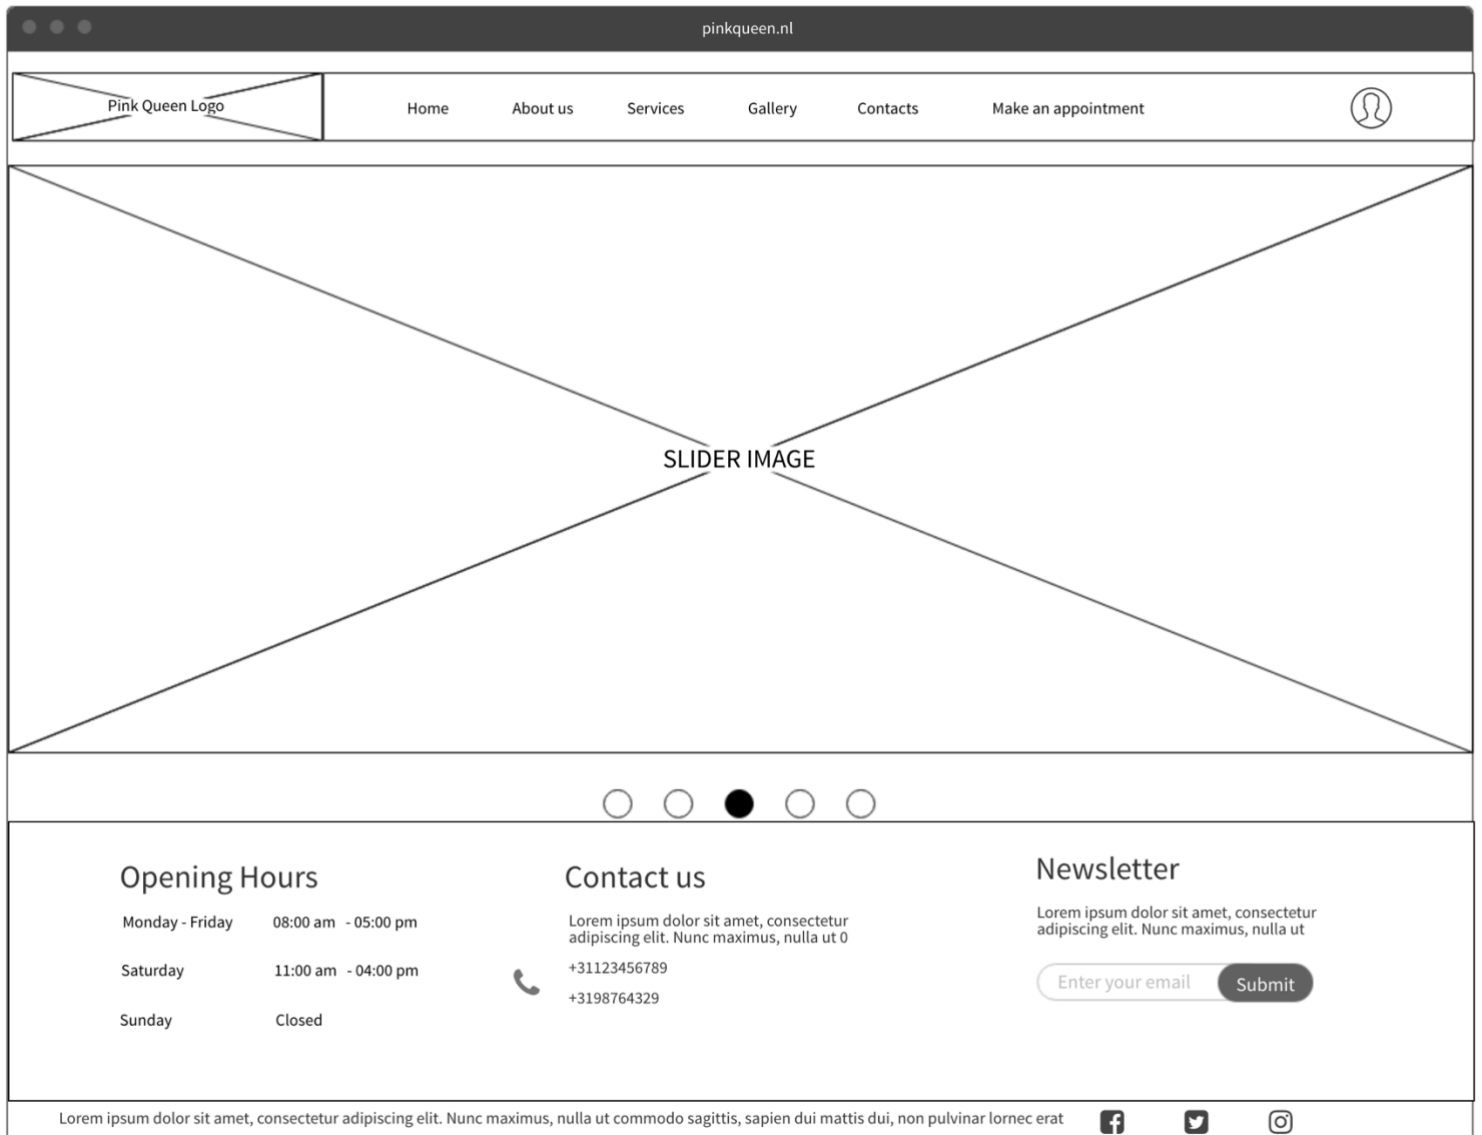 pinkqueen.nl
Pink Queen Logo
Home
About us
Services
Gallery
Contacts
Make an appointment
SLIDER IMAGE
Opening Hours
Monday - Friday 08:00 am - 05:00 pm
Saturday 11:00 am - 04:00 pm
Sunday Closed
Contact us
Lorem ipsum dolor sit amet, consectetur
adipiscing elit. Nunc maximus, nulla ut 0
+31123456789
+3198764329
Newsletter
Lorem ipsum dolor sit amet, consectetur
adipiscing elit. Nunc maximus, nulla ut
Enter your email
Submit
Lorem ipsum dolor sit amet, consectetur adipiscing elit. Nunc maximus, nulla ut commodo sagittis, sapien dui mattis dui, non pulvinar lornec erat